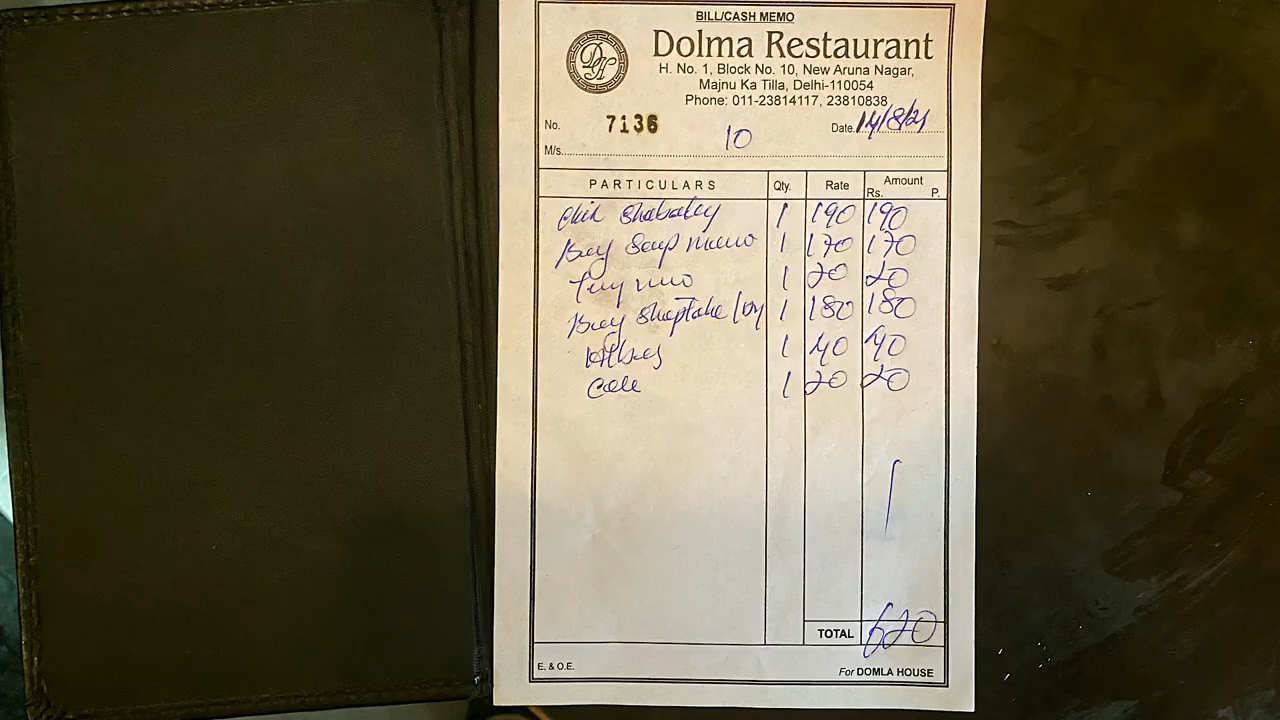 BILL/CASH MEMO
Dolma Restaurant
H. No. 1, Block No. 10, New Aruna Nagar,
Majnu Ka Tilla, Delhi-110054
Phone: 011-23814117, 23810838
No. 7136 Date. 14/8/21
10
M/s.
PARTICULARS Qty. Rate Amount
Rs. P.
1 190 190
Soup 1 170 170
1 20 20
1 180 180
1 40 40
1 20 20
TOTAL 620
E. & O.E. For DOMLA HOUSE